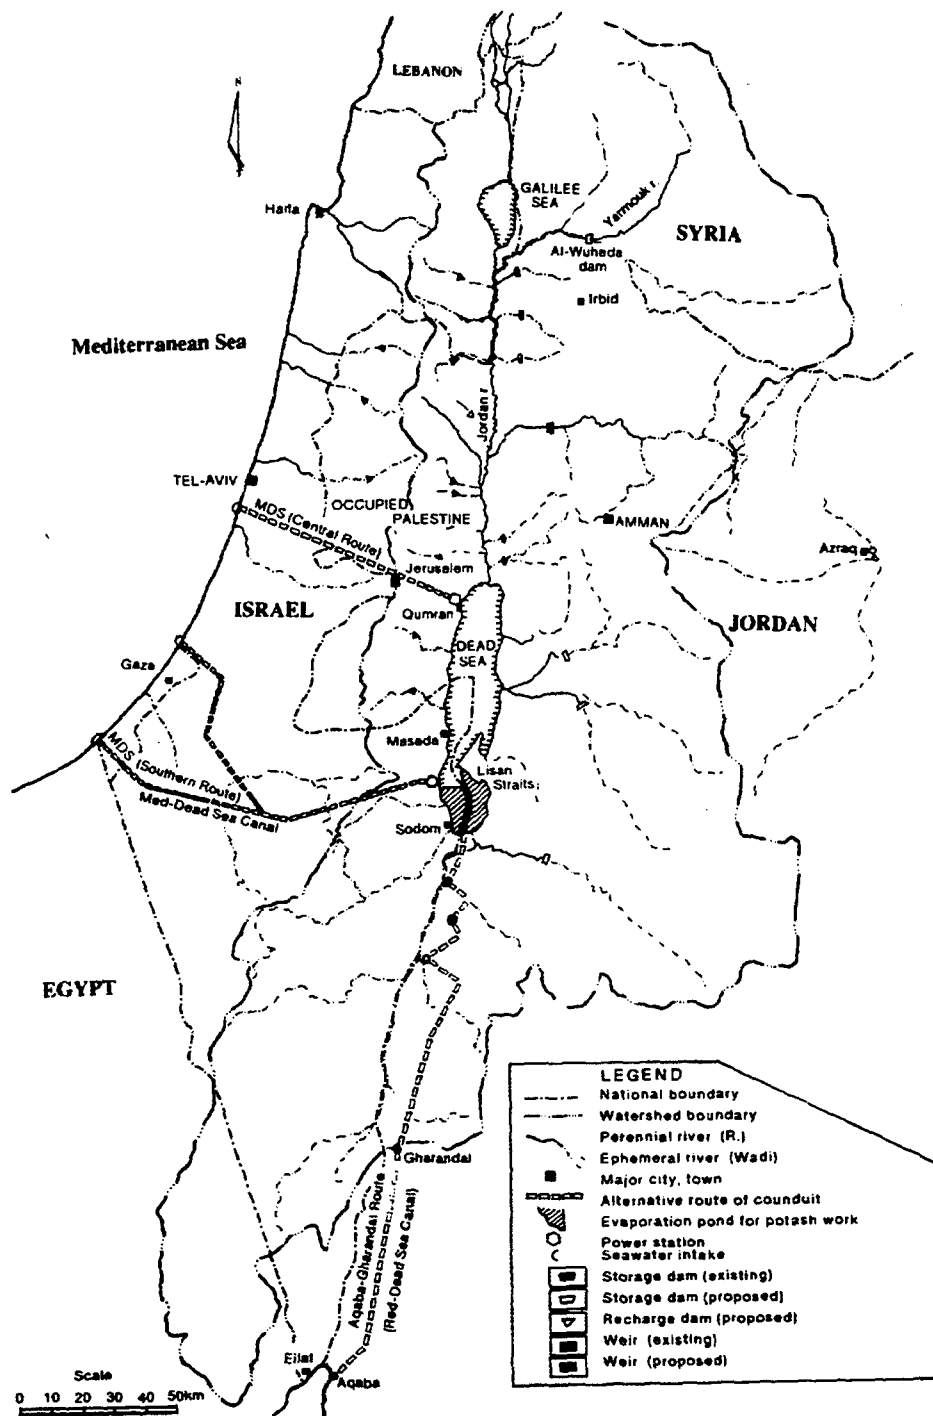 LEBANON
N
GALILEE
SEA
Haifa
Yarmouk r.
SYRIA
Al-Wuheda
dam
Irbid
Mediterranean Sea
Jordan r
TEL-AVIV
MDS (Central Route)
OCCUPIED
PALESTINE
AMMAN
Azraq
Jerusalem
ISRAEL
Qumran
JORDAN
DEAD
SEA
Gaza
Masada
MDS (Southern Route)
Med-Dead Sea Canal
Lisan
Straits
Sodom
EGYPT
Gharandal
Aqaba-Gharandal Route
(Red-Dead Sea Canal)
Eilat
Aqaba
Scale
0 10 20 30 40 50km
LEGEND
National boundary
Watershed boundary
Perennial river (R.)
Ephemeral river (Wadi)
Major city, town
Alternative route of counduit
Evaporation pond for potash work
Power station
Seawater intake
Storage dam (existing)
Storage dam (proposed)
Recharge dam (proposed)
Weir (existing)
Weir (proposed)